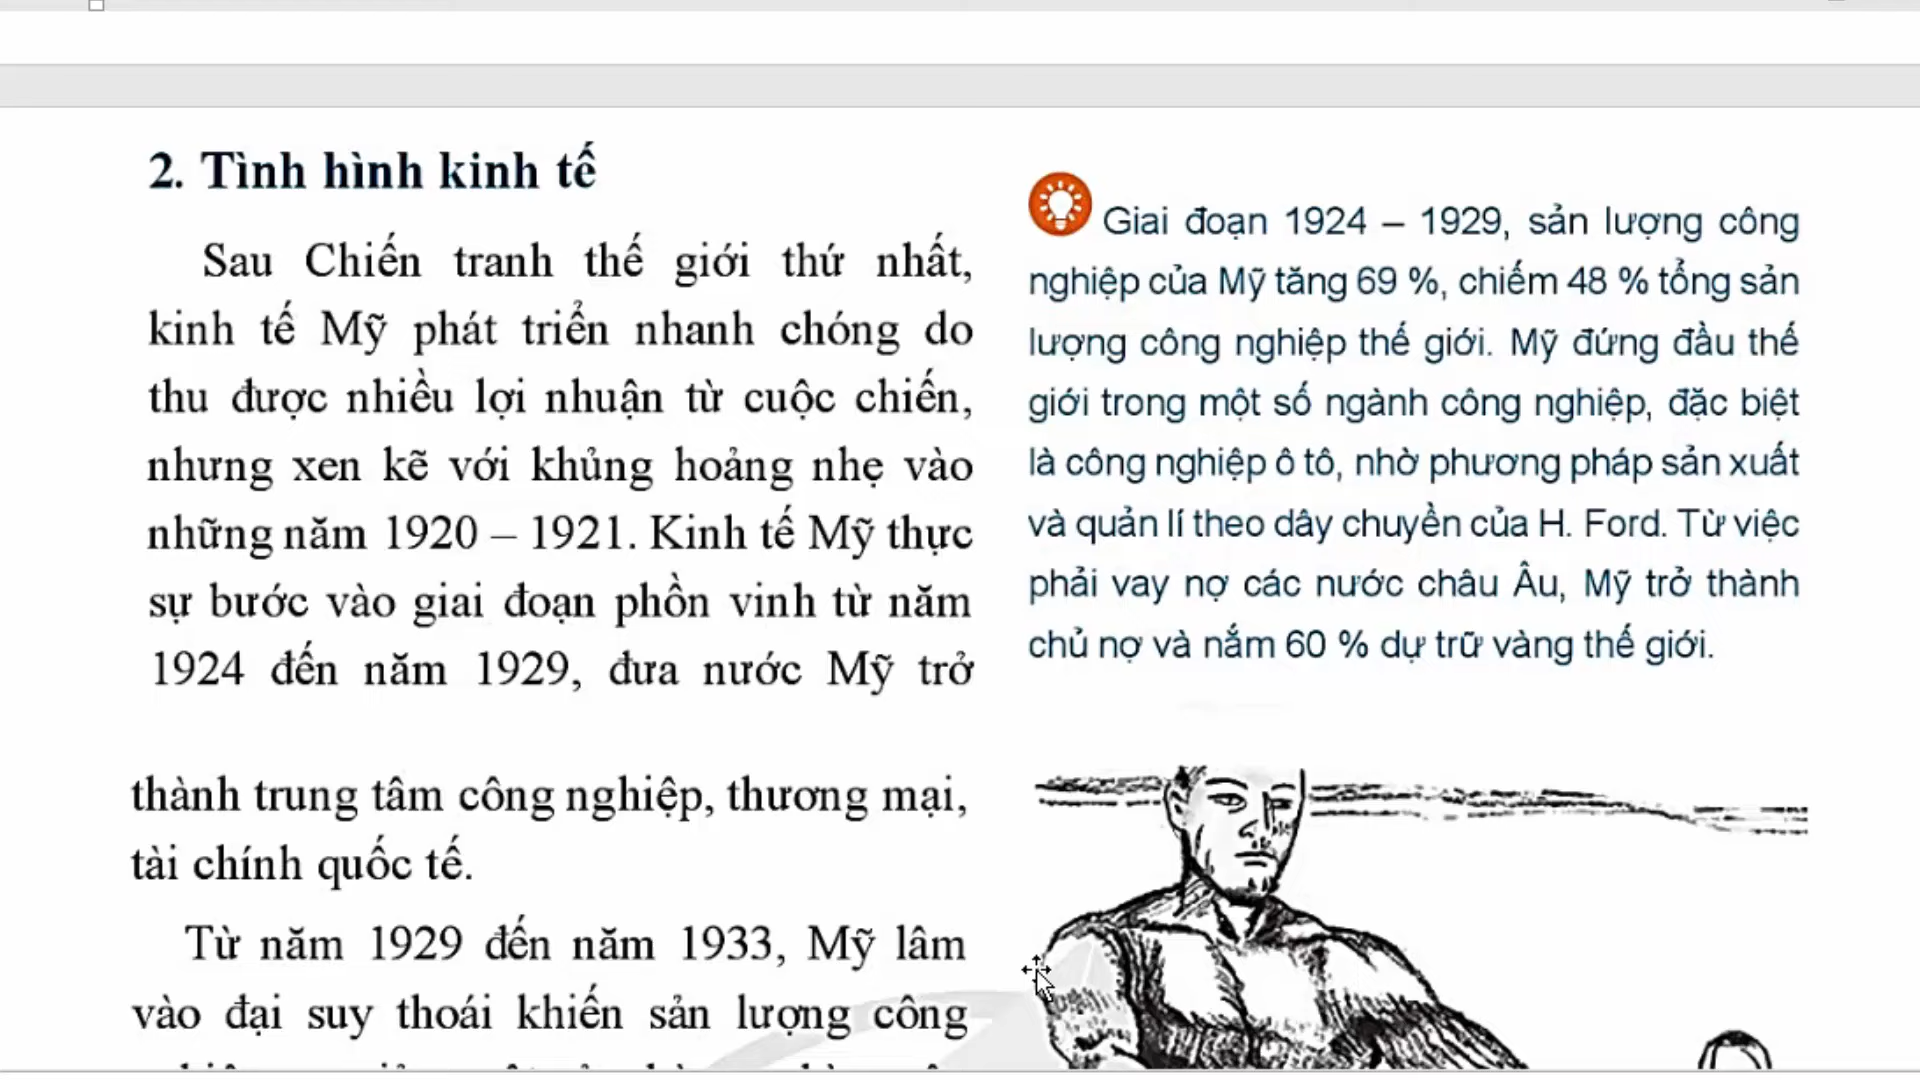 2. Tình hình kinh tế
Sau Chiến tranh thế giới thứ nhất,
kinh tế Mỹ phát triển nhanh chóng do
thu được nhiều lợi nhuận từ cuộc chiến,
nhưng xen kẽ với khủng hoảng nhẹ vào
những năm 1920 – 1921. Kinh tế Mỹ thực
sự bước vào giai đoạn phồn vinh từ năm
1924 đến năm 1929, đưa nước Mỹ trở
thành trung tâm công nghiệp, thương mại,
tài chính quốc tế.
Từ năm 1929 đến năm 1933, Mỹ lâm
vào đại suy thoái khiến sản lượng công
Giai đoạn 1924 – 1929, sản lượng công
nghiệp của Mỹ tăng 69 %, chiếm 48 % tổng sản
lượng công nghiệp thế giới. Mỹ đứng đầu thế
giới trong một số ngành công nghiệp, đặc biệt
là công nghiệp ô tô, nhờ phương pháp sản xuất
và quản lí theo dây chuyền của H. Ford. Từ việc
phải vay nợ các nước châu Âu, Mỹ trở thành
chủ nợ và nắm 60 % dự trữ vàng thế giới.